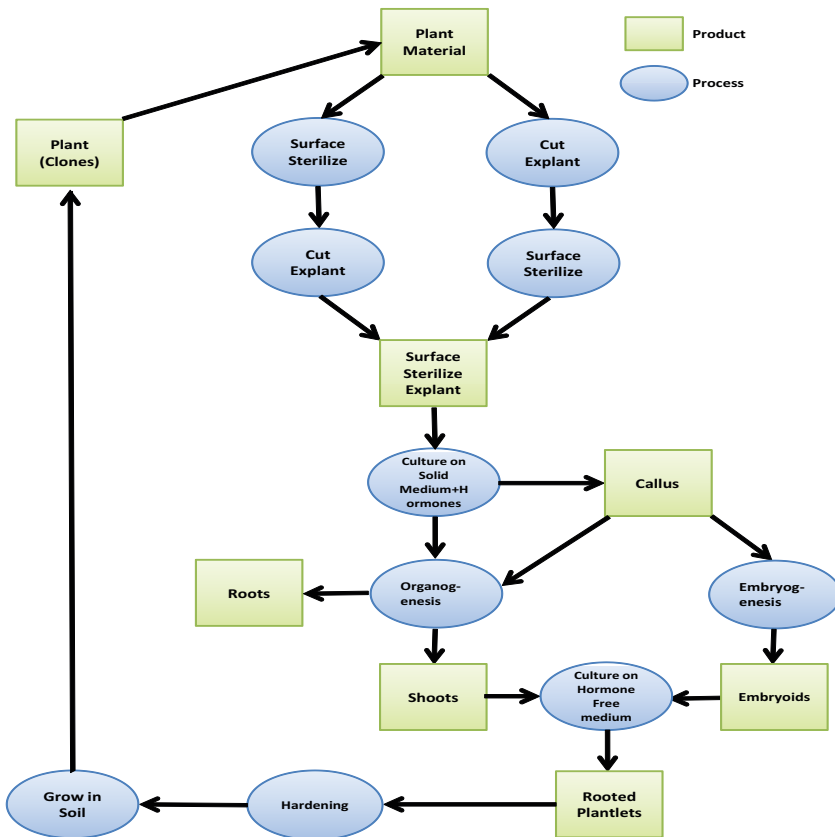 Plant
Material
Product
Process
Plant
(Clones)
Surface
Sterilize
Cut
Explant
Cut
Explant
Surface
Sterilize
Surface
Sterilize
Explant
Culture on
Solid
Medium+H
ormones
Callus
Roots
Organog-
enesis
Embryog-
enesis
Shoots
Culture on
Hormone
Free
medium
Embryoids
Grow in
Soil
Hardening
Rooted
Plantlets